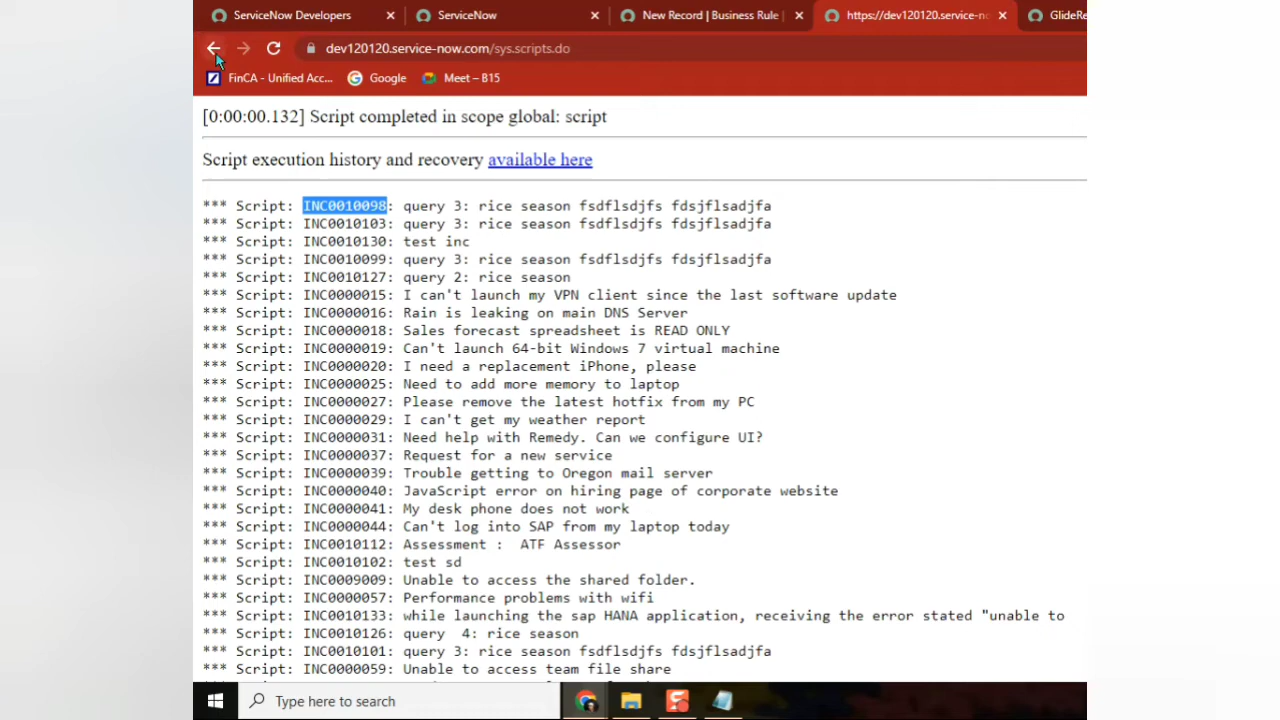 ServiceNow Developers
ServiceNow
New Record | Business Rule
https://dev120120.service-no
GlideRe
dev120120.service-now.com/sys.scripts.do
FinCA - Unified Acc...
Google
Meet – B15
[0:00:00.132] Script completed in scope global: script
Script execution history and recovery available here
*** Script: INC0010098: query 3: rice season fsdflsdjfs fdsjflsadjfa
*** Script: INC0010103: query 3: rice season fsdflsdjfs fdsjflsadjfa
*** Script: INC0010130: test inc
*** Script: INC0010099: query 3: rice season fsdflsdjfs fdsjflsadjfa
*** Script: INC0010127: query 2: rice season
*** Script: INC0000015: I can't launch my VPN client since the last software update
*** Script: INC0000016: Rain is leaking on main DNS Server
*** Script: INC0000018: Sales forecast spreadsheet is READ ONLY
*** Script: INC0000019: Can't launch 64-bit Windows 7 virtual machine
*** Script: INC0000020: I need a replacement iPhone, please
*** Script: INC0000025: Need to add more memory to laptop
*** Script: INC0000027: Please remove the latest hotfix from my PC
*** Script: INC0000029: I can't get my weather report
*** Script: INC0000031: Need help with Remedy. Can we configure UI?
*** Script: INC0000037: Request for a new service
*** Script: INC0000039: Trouble getting to Oregon mail server
*** Script: INC0000040: JavaScript error on hiring page of corporate website
*** Script: INC0000041: My desk phone does not work
*** Script: INC0000044: Can't log into SAP from my laptop today
*** Script: INC0010112: Assessment :  ATF Assessor
*** Script: INC0010102: test sd
*** Script: INC0009009: Unable to access the shared folder.
*** Script: INC0000057: Performance problems with wifi
*** Script: INC0010133: while launching the sap HANA application, receiving the error stated "unable to
*** Script: INC0010126: query  4: rice season
*** Script: INC0010101: query 3: rice season fsdflsdjfs fdsjflsadjfa
*** Script: INC0000059: Unable to access team file share
Type here to search